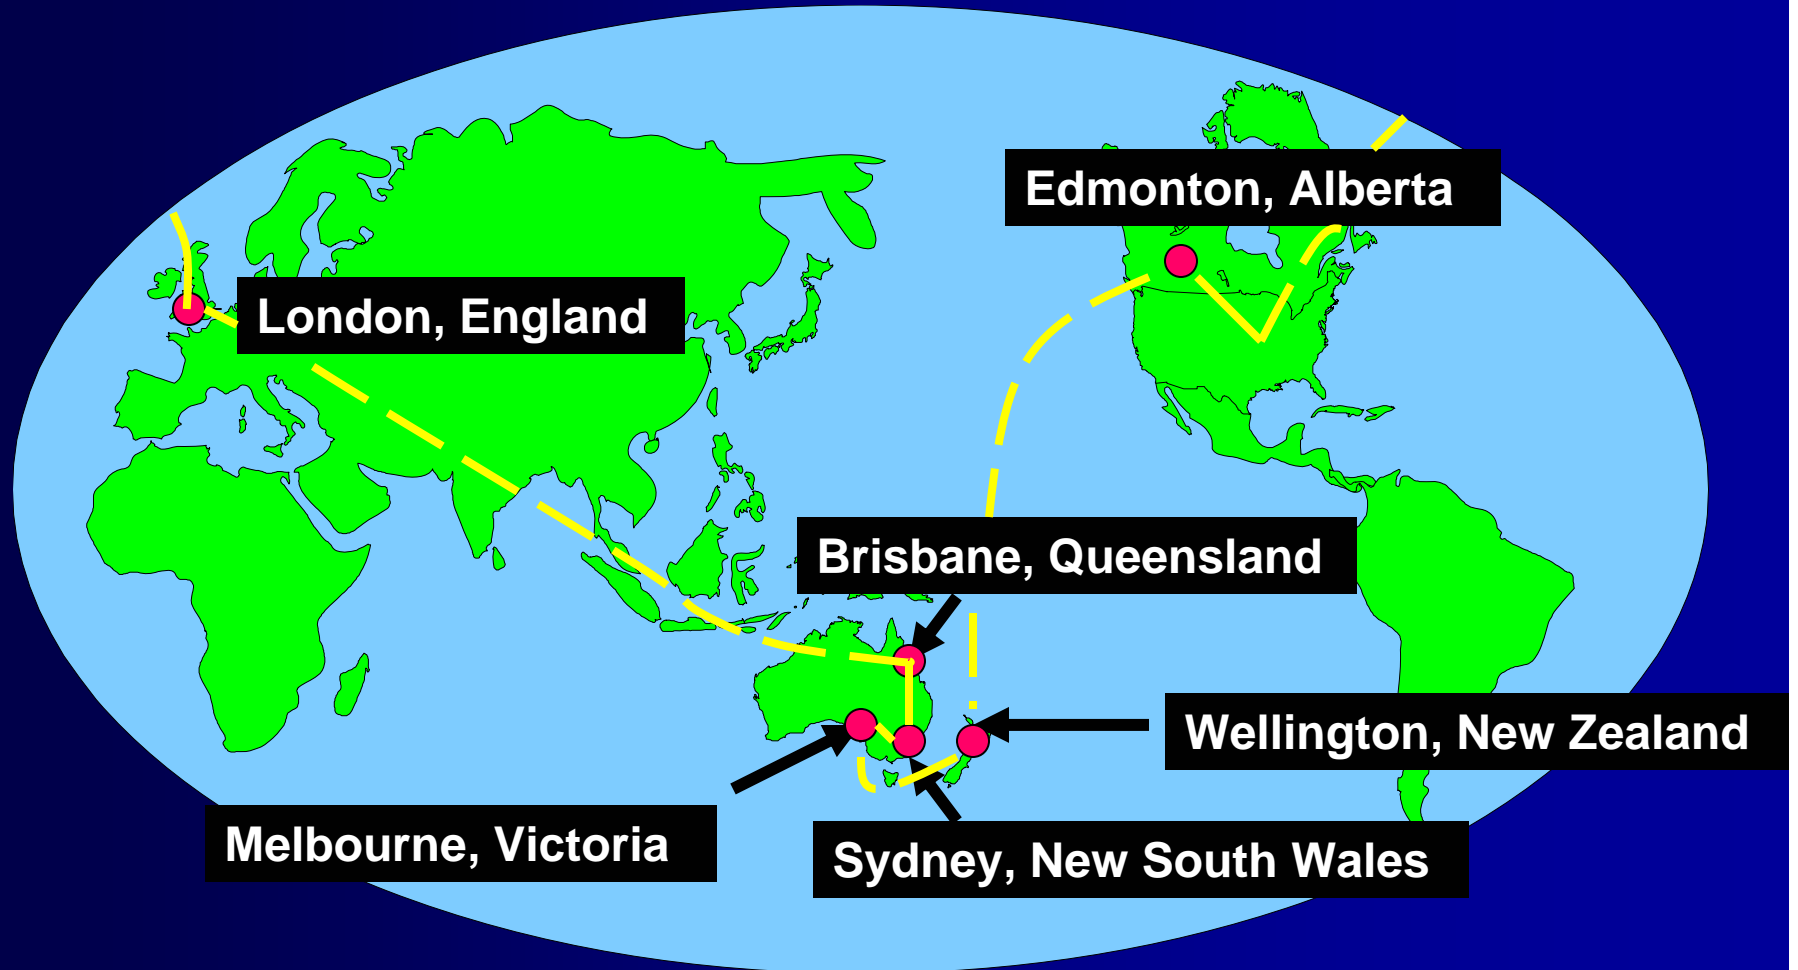 Edmonton, Alberta
London, England
Brisbane, Queensland
Wellington, New Zealand
Melbourne, Victoria
Sydney, New South Wales